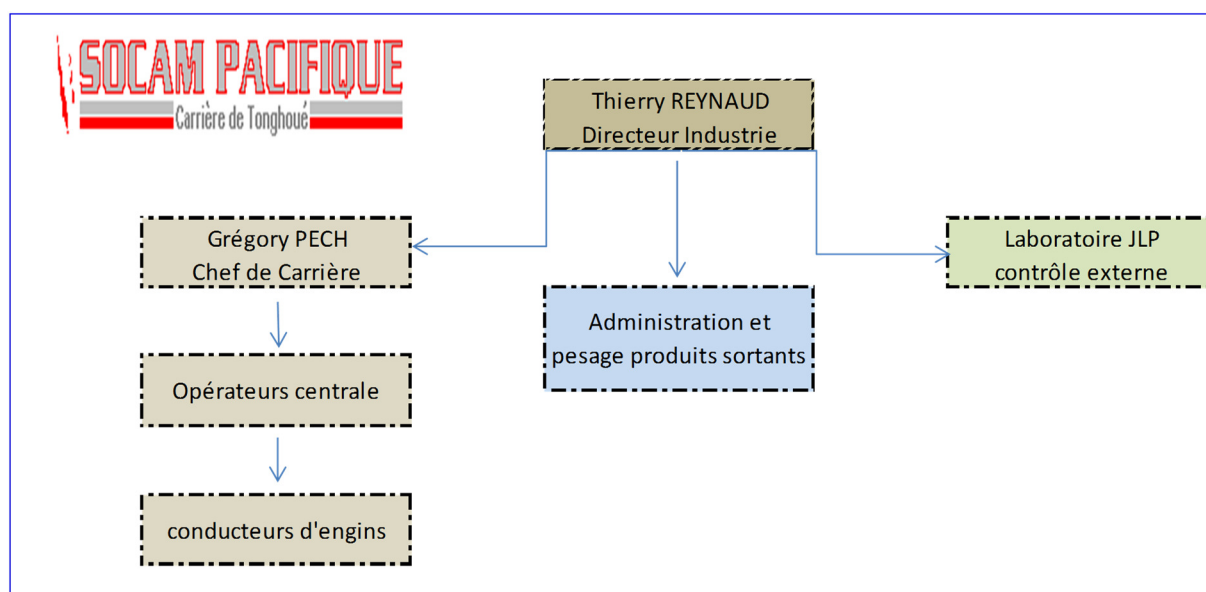 SOCAM PACIFIQUE
Carrière de Tonghoué
Thierry REYNAUD
Directeur Industrie
Grégory PECH
Chef de Carrière
Laboratoire JLP
contrôle externe
Administration et
pesage produits sortants
Opérateurs centrale
conducteurs d'engins